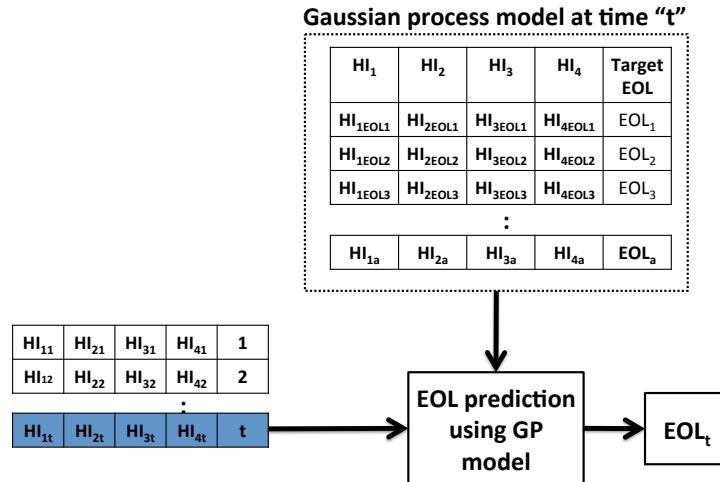 Gaussian process model at time “t”
HI1 HI2 HI3 HI4 Target EOL
HI1EOL1 HI2EOL1 HI3EOL1 HI4EOL1 EOL1
HI1EOL2 HI2EOL2 HI3EOL2 HI4EOL2 EOL2
HI1EOL3 HI2EOL3 HI3EOL3 HI4EOL3 EOL3
:
HI1a HI2a HI3a HI4a EOLa
HI11 HI21 HI31 HI41 1
HI12 HI22 HI32 HI42 2
:
HI1t HI2t HI3t HI4t t
EOL prediction
using GP
model
EOLt